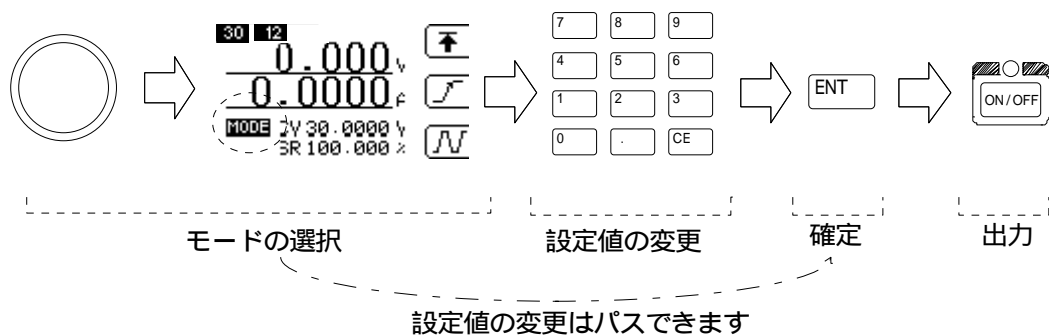 30 12
0.000 V
0.0000 A
MODE CV 30.0000 V
SR 100.000 %
7 8 9
4 5 6
1 2 3
0 . CE
ENT
ON/OFF
モードの選択
設定値の変更
確定
出力
設定値の変更はパスできます